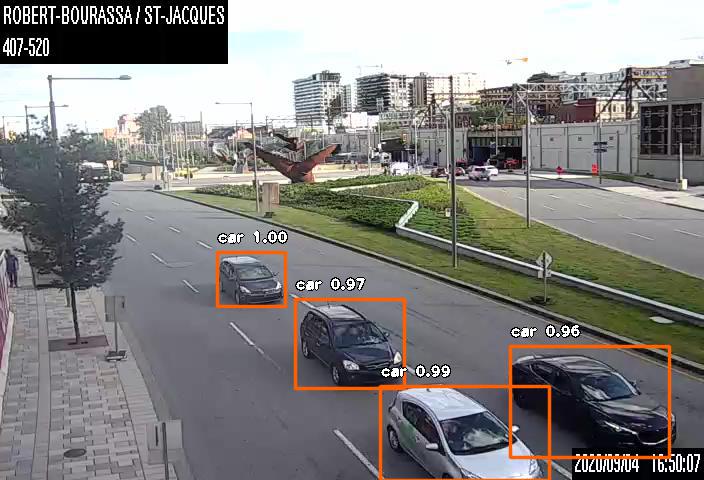 ROBERT-BOURASSA / ST-JACQUES
407-520
car 1.00
car 0.97
car 0.96
car 0.99
2020/09/04 16:50:07